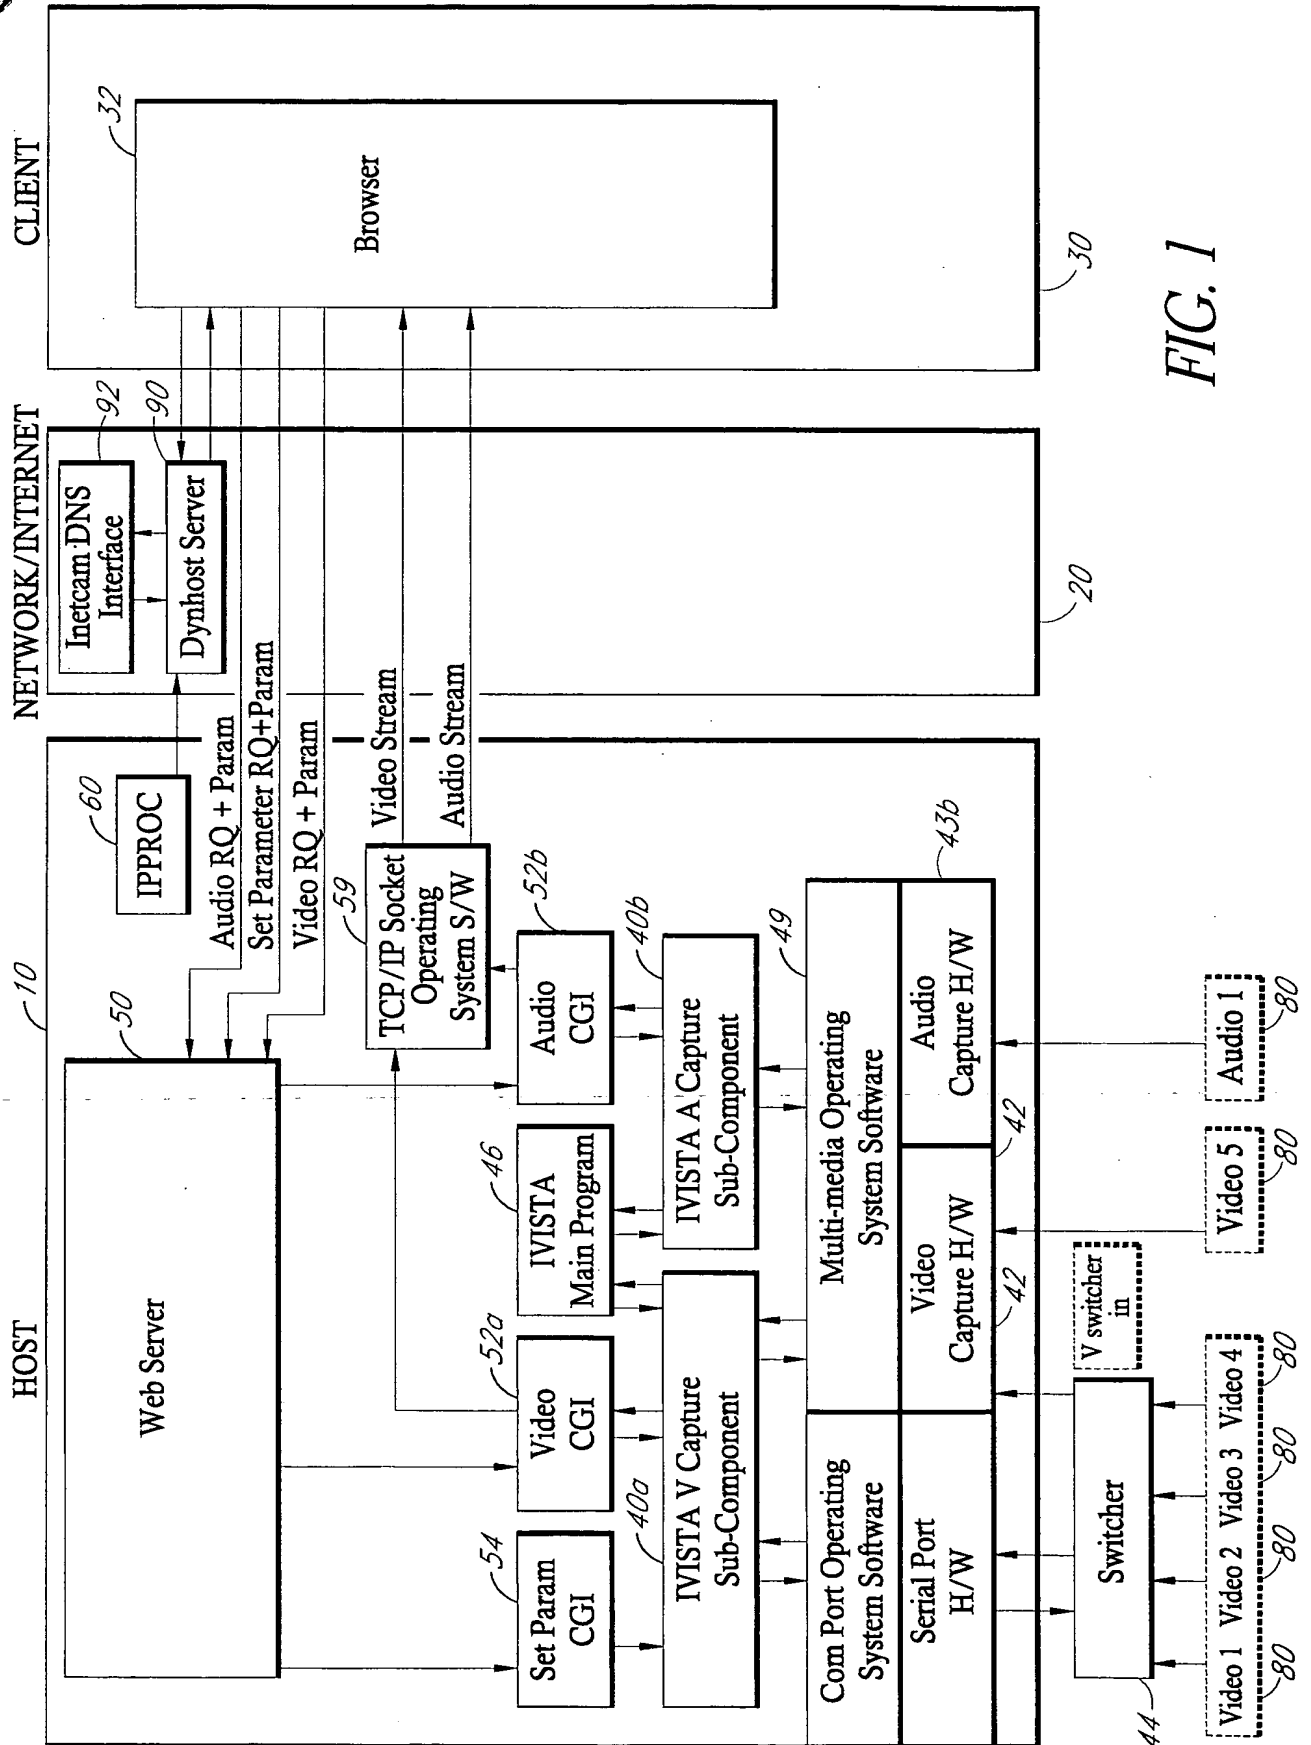 HOST
NETWORK/INTERNET
CLIENT
10
50
Web Server
60
IPPROC
Inetcam DNS
Interface
92
Dynhost Server
90
32
Browser
Audio RQ + Param
Set Parameter RQ+Param
Video RQ + Param
59
TCP/IP Socket
Operating
System S/W
Video Stream
Audio Stream
54
Set Param
CGI
52a
Video
CGI
46
IVISTA
Main Program
52b
Audio
CGI
40a
IVISTA V Capture
Sub-Component
40b
IVISTA A Capture
Sub-Component
49
Com Port Operating
System Software
Multi-media Operating
System Software
Serial Port
H/W
Video
Capture H/W
Audio
Capture H/W
43b
42
42
20
30
44
Switcher
V switcher
in
Video 1
Video 2
Video 3
Video 4
Video 5
Audio 1
80
80
80
80
80
80
FIG. 1